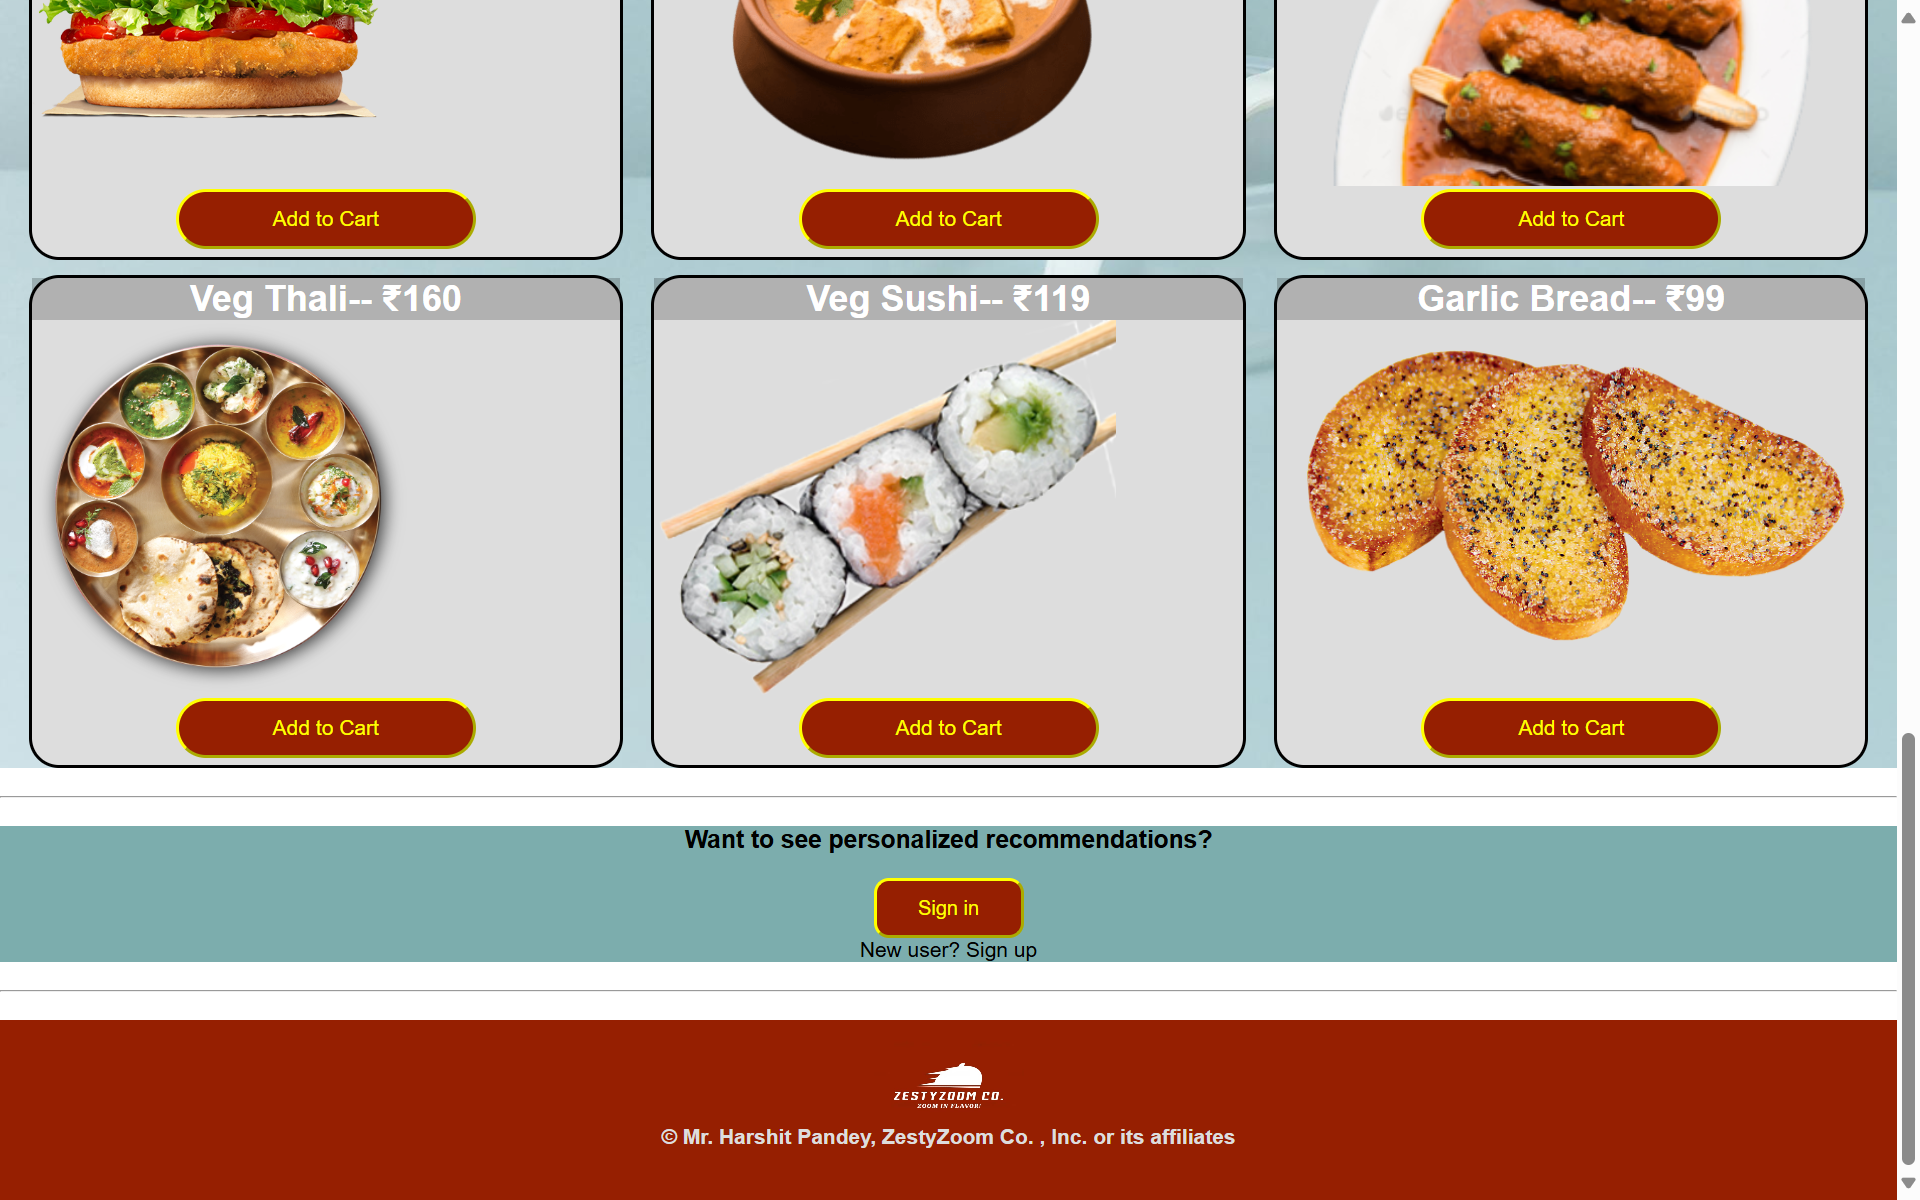 Add to Cart
Add to Cart
Add to Cart
Veg Thali-- ₹160
Veg Sushi-- ₹119
Garlic Bread-- ₹99
Add to Cart
Add to Cart
Add to Cart
Want to see personalized recommendations?
Sign in
New user? Sign up
ZESTYZOOM CO.
ZOOM IN FLAVOR!
© Mr. Harshit Pandey, ZestyZoom Co. , Inc. or its affiliates